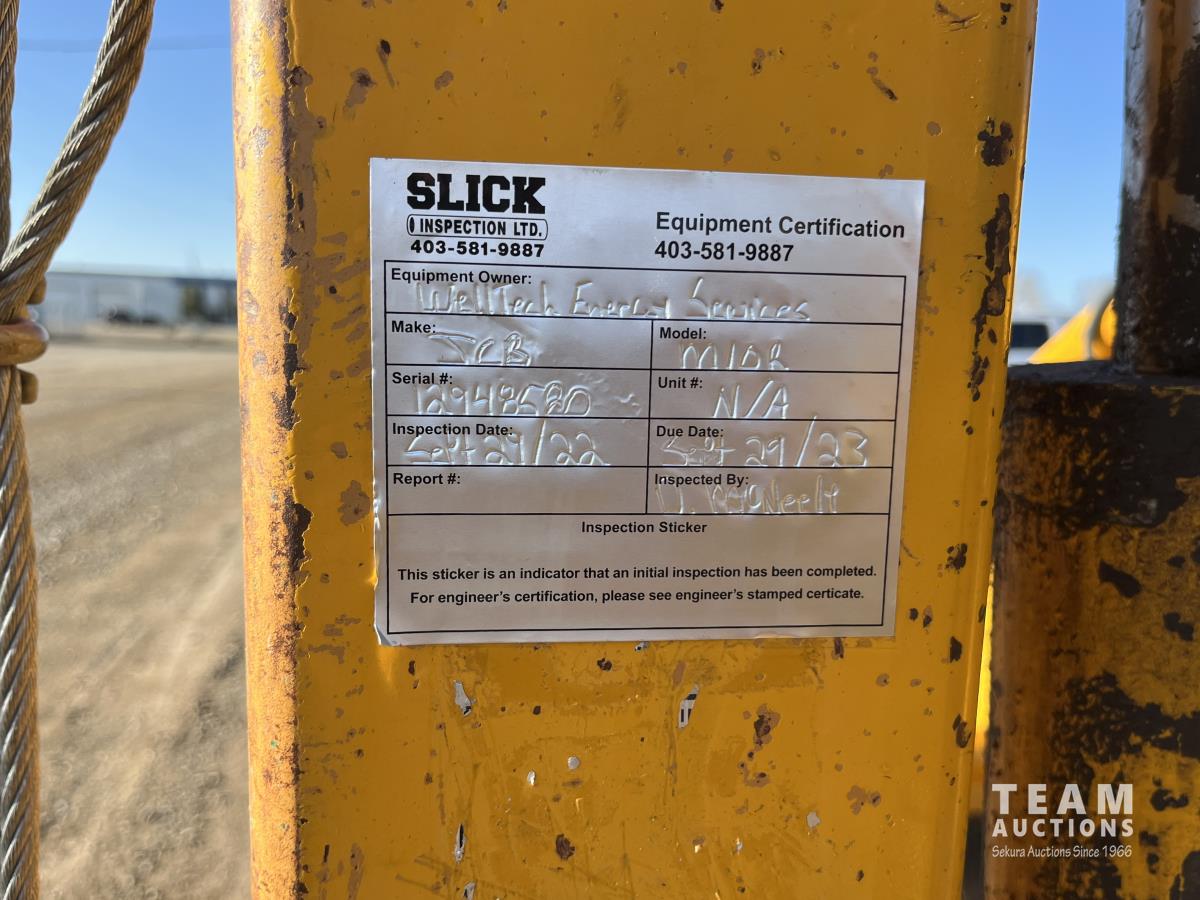 SLICK
INSPECTION LTD.
403-581-9887
Equipment Certification
403-581-9887
Equipment Owner:
WellTech Energy Services
Make: JCB
Model: M10R
Serial #: 12948580
Unit #: N/A
Inspection Date: Sept 29/22
Due Date: Sept 29/23
Report #:
Inspected By:
Inspection Sticker
This sticker is an indicator that an initial inspection has been completed.
For engineer's certification, please see engineer's stamped certicate.
TEAM
AUCTIONS
Sekura Auctions Since 1966